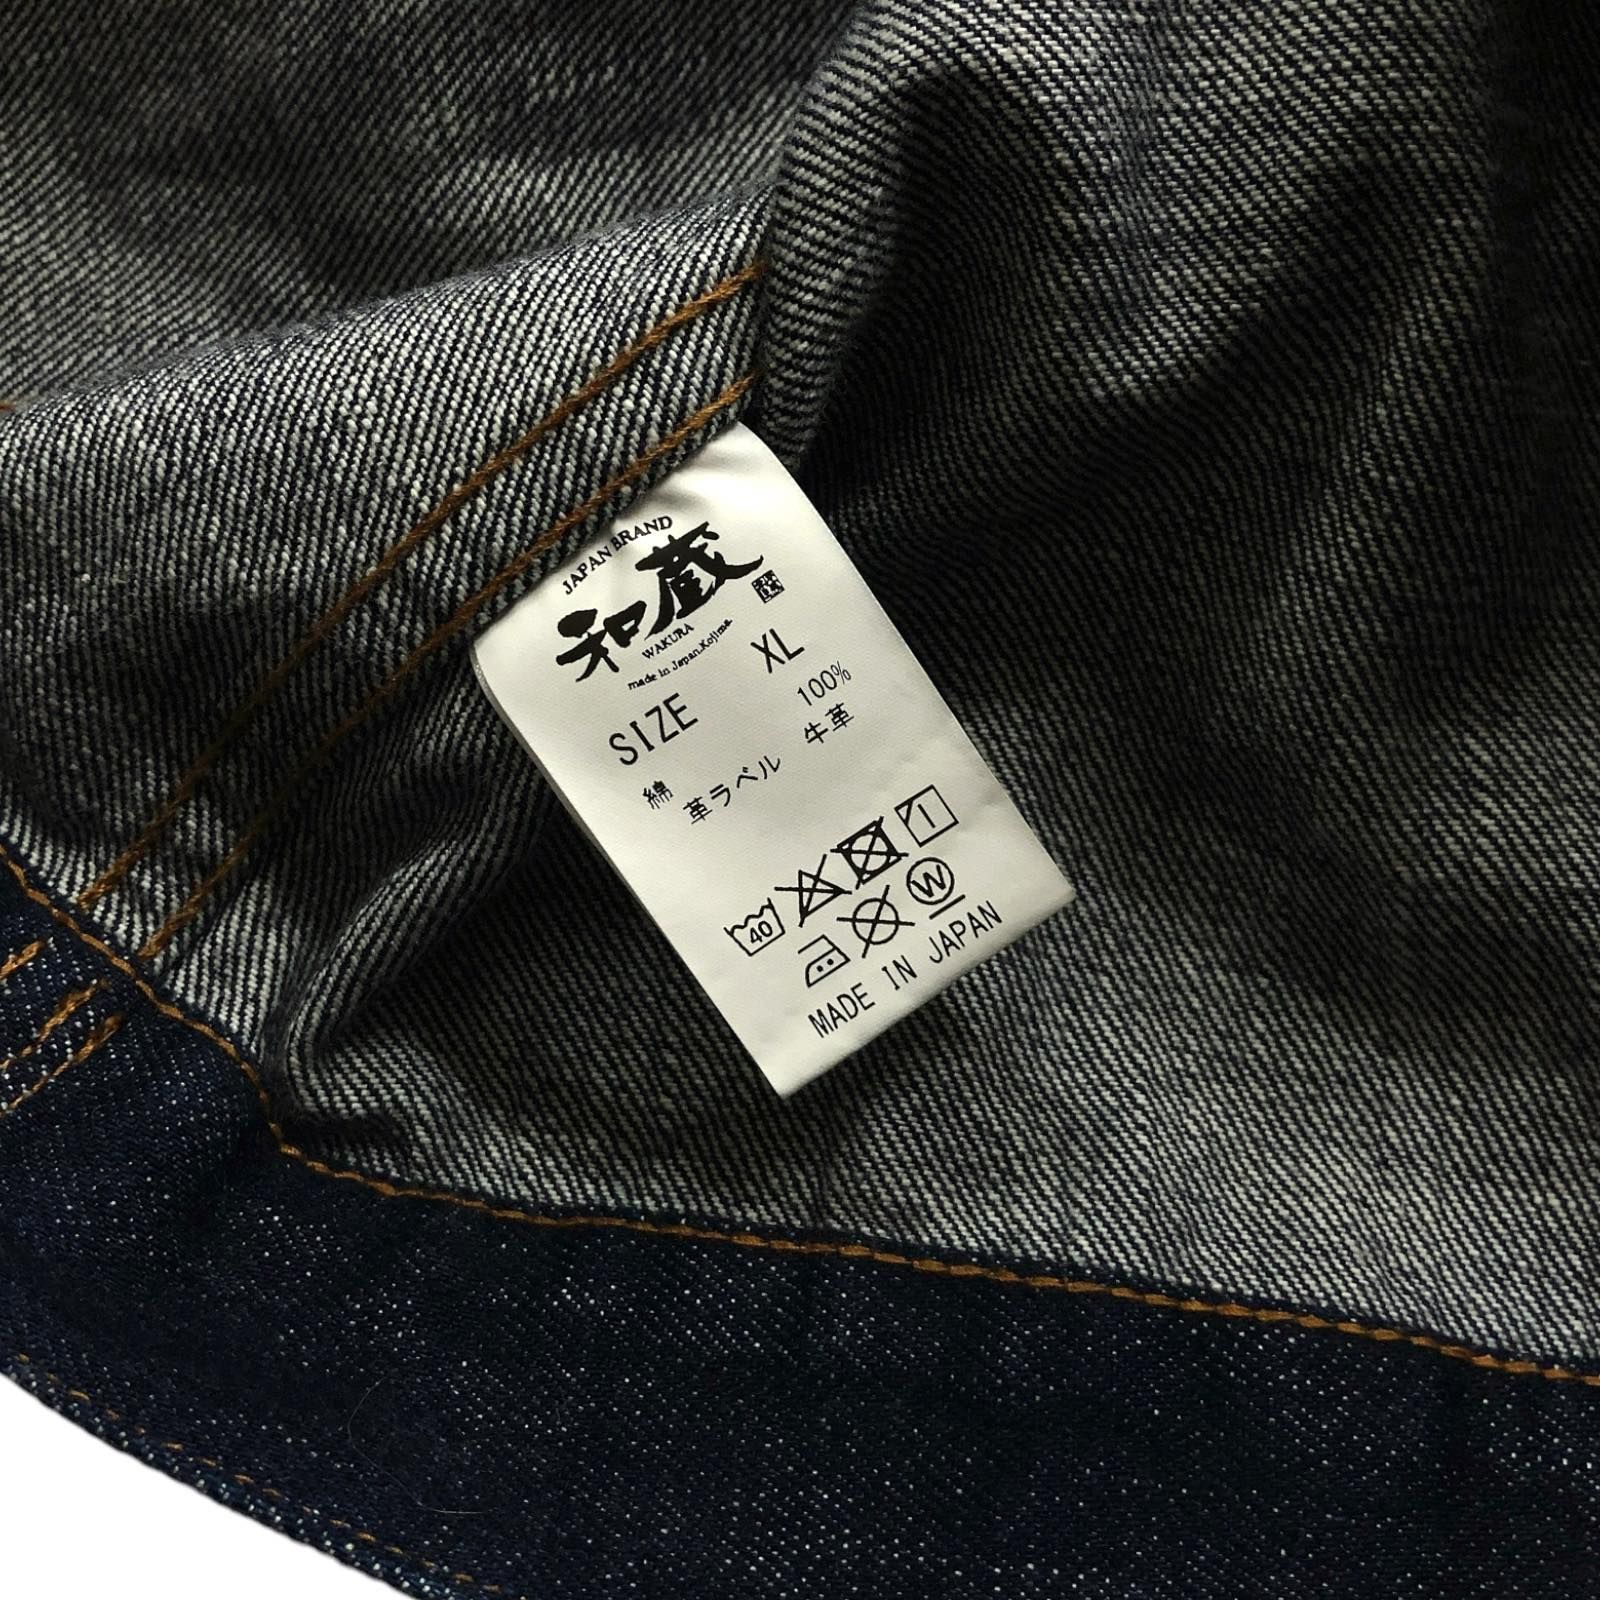 JAPAN BRAND
和蔵
WAKURA
made in Japan.Kojima
SIZE XL
綿 100%
革ラベル 牛革
40
W
MADE IN JAPAN